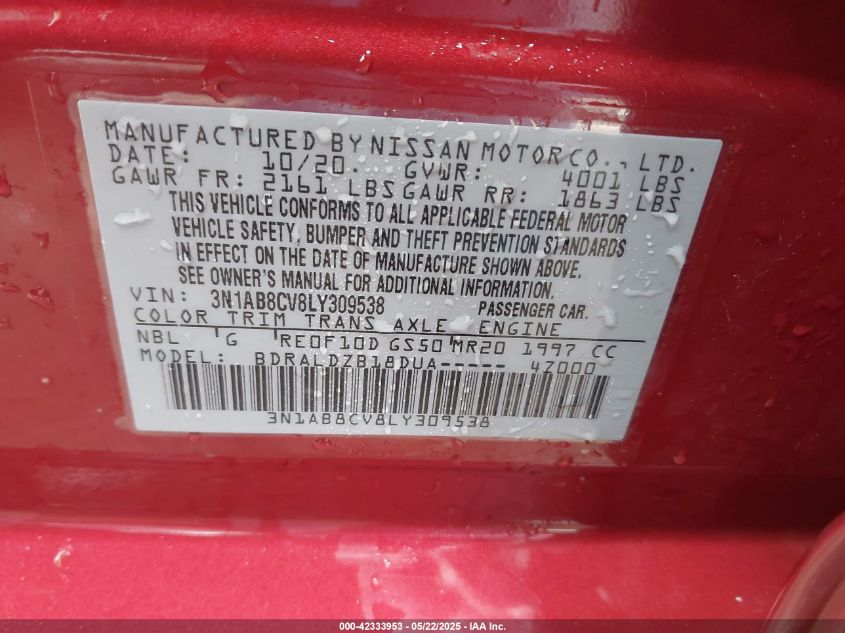 MANUFACTURED BY NISSAN MOTOR CO., LTD.
DATE: 10/20 GVWR: 4001 LBS
GAWR FR: 2161 LBS GAWR RR: 1863 LBS
THIS VEHICLE CONFORMS TO ALL APPLICABLE FEDERAL MOTOR
VEHICLE SAFETY, BUMPER AND THEFT PREVENTION STANDARDS
IN EFFECT ON THE DATE OF MANUFACTURE SHOWN ABOVE.
SEE OWNER'S MANUAL FOR ADDITIONAL INFORMATION.
VIN: 3N1AB8CV8LY309538 PASSENGER CAR.
COLOR TRIM TRANS AXLE ENGINE
NBL G RE0F10D GS50 MR20 1997 CC
MODEL: BDRALDZB18DUA----- 4Z000
3N1AB8CV8LY309538
000-42333953 - 05/22/2025 - IAA Inc.